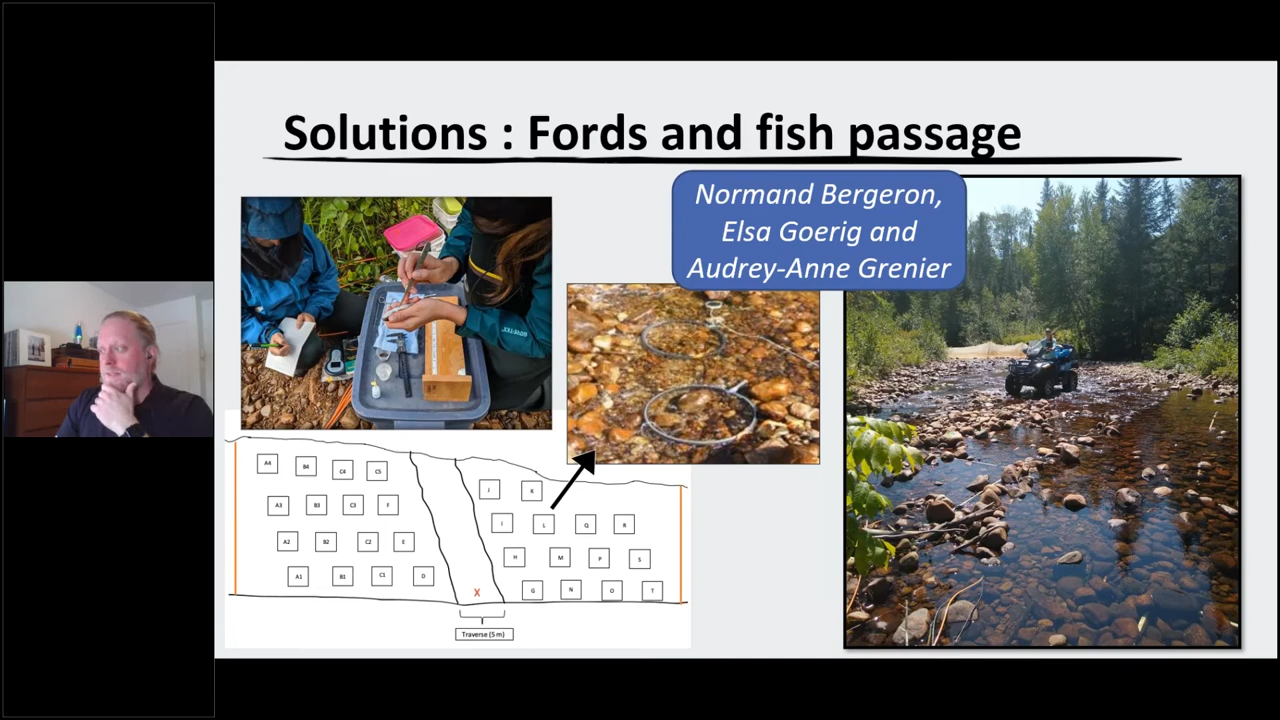 Solutions : Fords and fish passage
Normand Bergeron,
Elsa Goerig and
Audrey-Anne Grenier
A4 B4 C4 C5
J K
A3 B3 C3 F
I L Q R
A2 B2 C2 E
H M P S
A1 B1 C1 D
X
G N O T
Traverse (5 m)